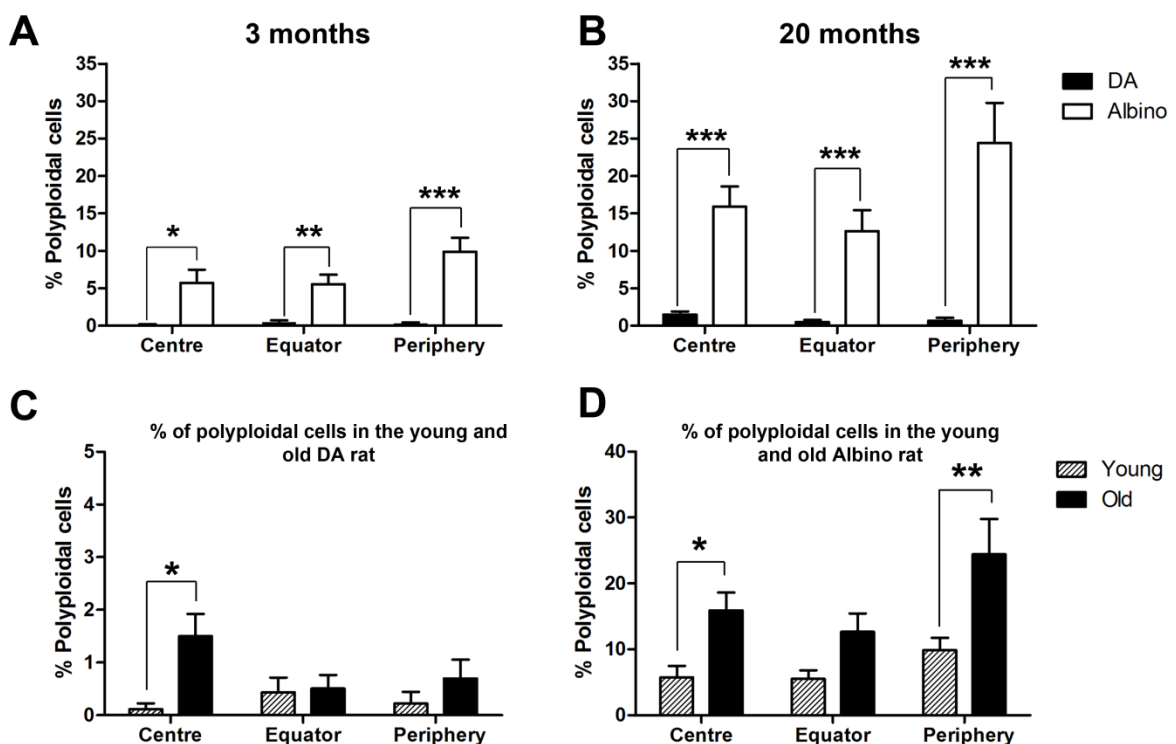 A
3 months
% Polyploidal cells
35
30
25
20
15
10
5
0
*
**
***
Centre Equator Periphery
B
20 months
% Polyploidal cells
35
30
25
20
15
10
5
0
***
***
***
Centre Equator Periphery
DA
Albino
C
% of polyploidal cells in the young and
old DA rat
% Polyploidal cells
5
4
3
2
1
0
*
Centre Equator Periphery
D
% of polyploidal cells in the young
and old Albino rat
% Polyploidal cells
40
30
20
10
0
*
**
Centre Equator Periphery
Young
Old